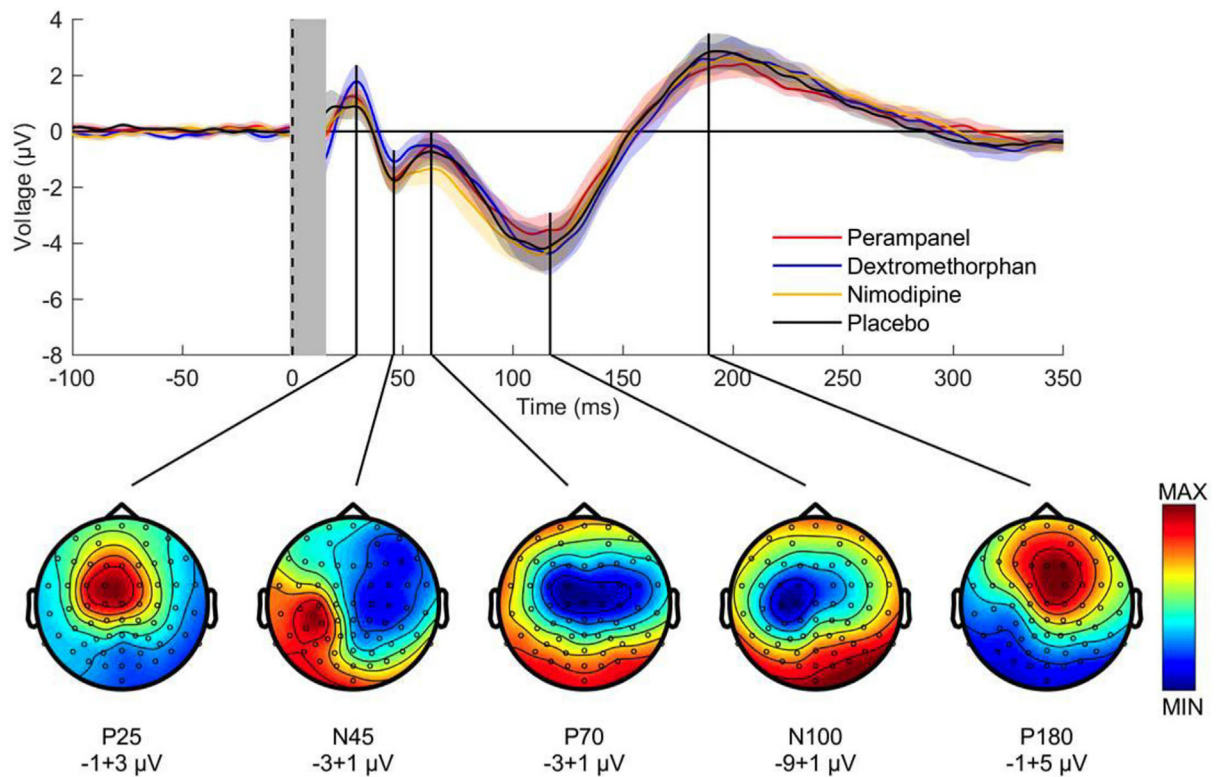 4
2
0
-2
-4
-6
-8
Voltage (µV)
Perampanel
Dextromethorphan
Nimodipine
Placebo
-100 -50 0 50 100 150 200 250 300 350
Time (ms)
MAX
MIN
P25 N45 P70 N100 P180
-1+3 µV -3+1 µV -3+1 µV -9+1 µV -1+5 µV